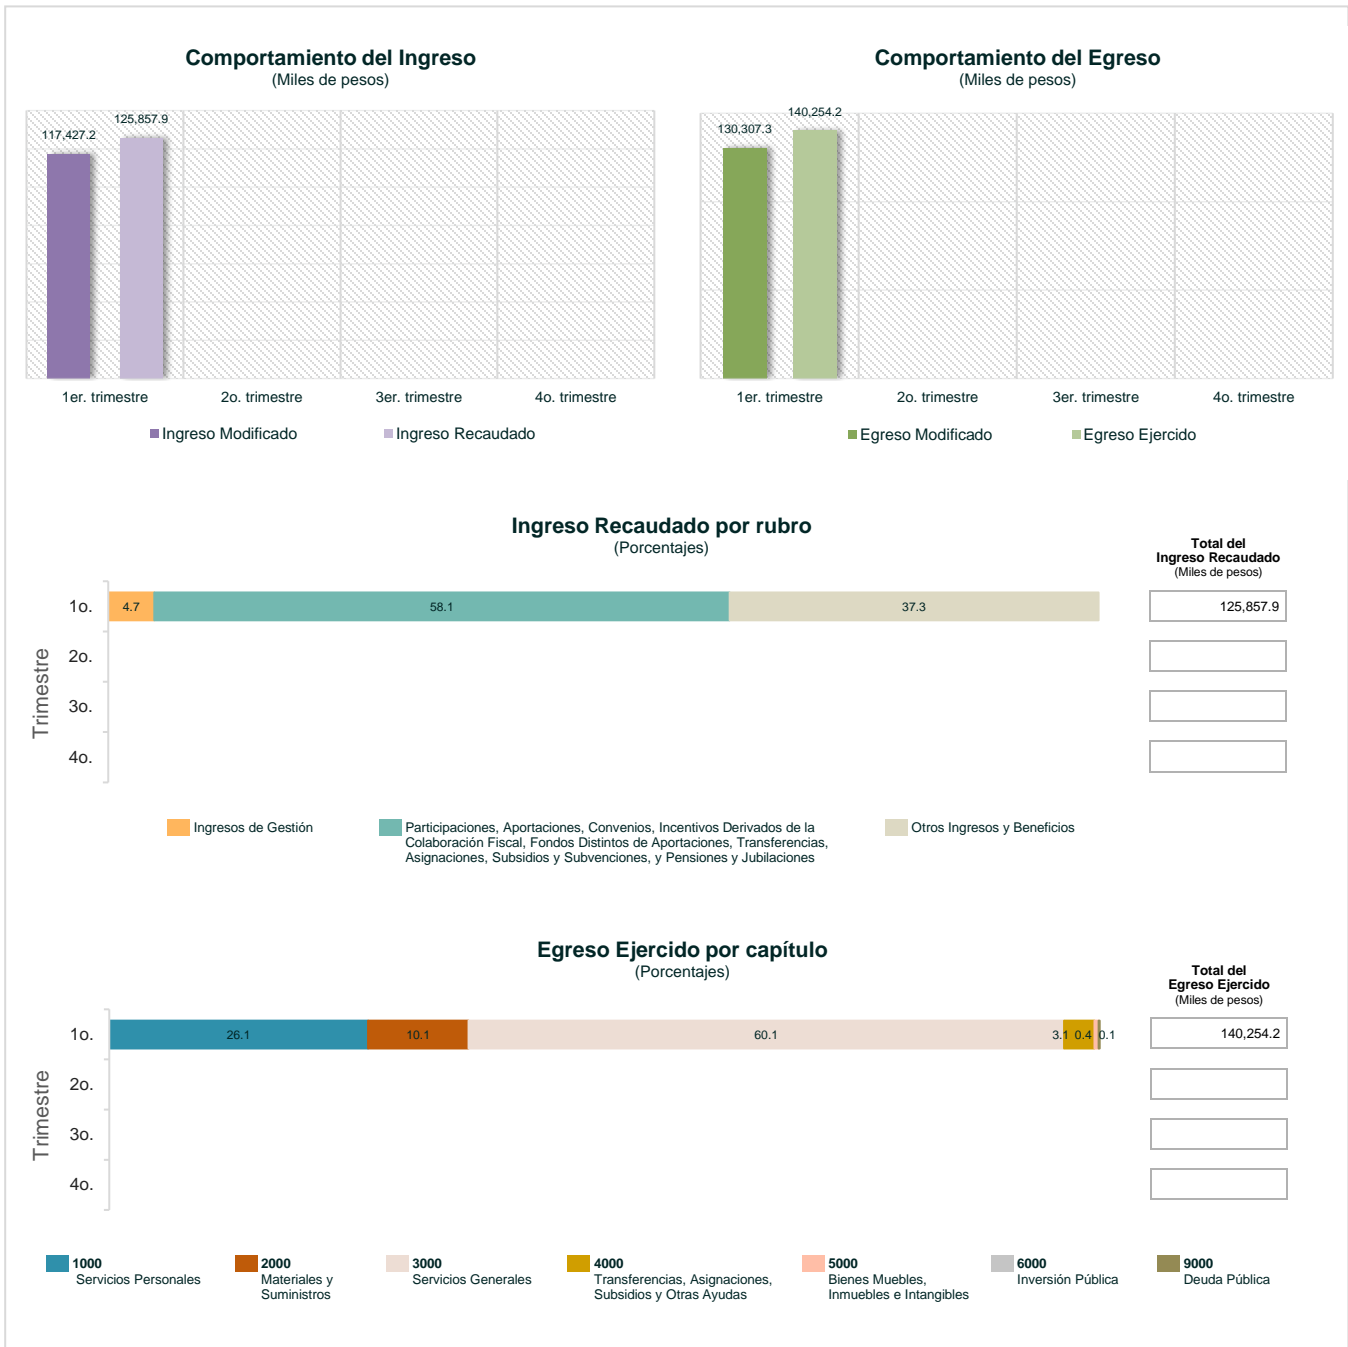 Comportamiento del Ingreso
(Miles de pesos)
117,427.2
125,857.9
1er. trimestre
2o. trimestre
3er. trimestre
4o. trimestre
Ingreso Modificado
Ingreso Recaudado
Comportamiento del Egreso
(Miles de pesos)
130,307.3
140,254.2
1er. trimestre
2o. trimestre
3er. trimestre
4o. trimestre
Egreso Modificado
Egreso Ejercido
Ingreso Recaudado por rubro
(Porcentajes)
Total del
Ingreso Recaudado
(Miles de pesos)
Trimestre
1o.
4.7
58.1
37.3
125,857.9
2o.
3o.
4o.
Ingresos de Gestión
Participaciones, Aportaciones, Convenios, Incentivos Derivados de la
Colaboración Fiscal, Fondos Distintos de Aportaciones, Transferencias,
Asignaciones, Subsidios y Subvenciones, y Pensiones y Jubilaciones
Otros Ingresos y Beneficios
Egreso Ejercido por capítulo
(Porcentajes)
Total del
Egreso Ejercido
(Miles de pesos)
Trimestre
1o.
26.1
10.1
60.1
3.1
0.4
0.1
140,254.2
2o.
3o.
4o.
1000
Servicios Personales
2000
Materiales y
Suministros
3000
Servicios Generales
4000
Transferencias, Asignaciones,
Subsidios y Otras Ayudas
5000
Bienes Muebles,
Inmuebles e Intangibles
6000
Inversión Pública
9000
Deuda Pública